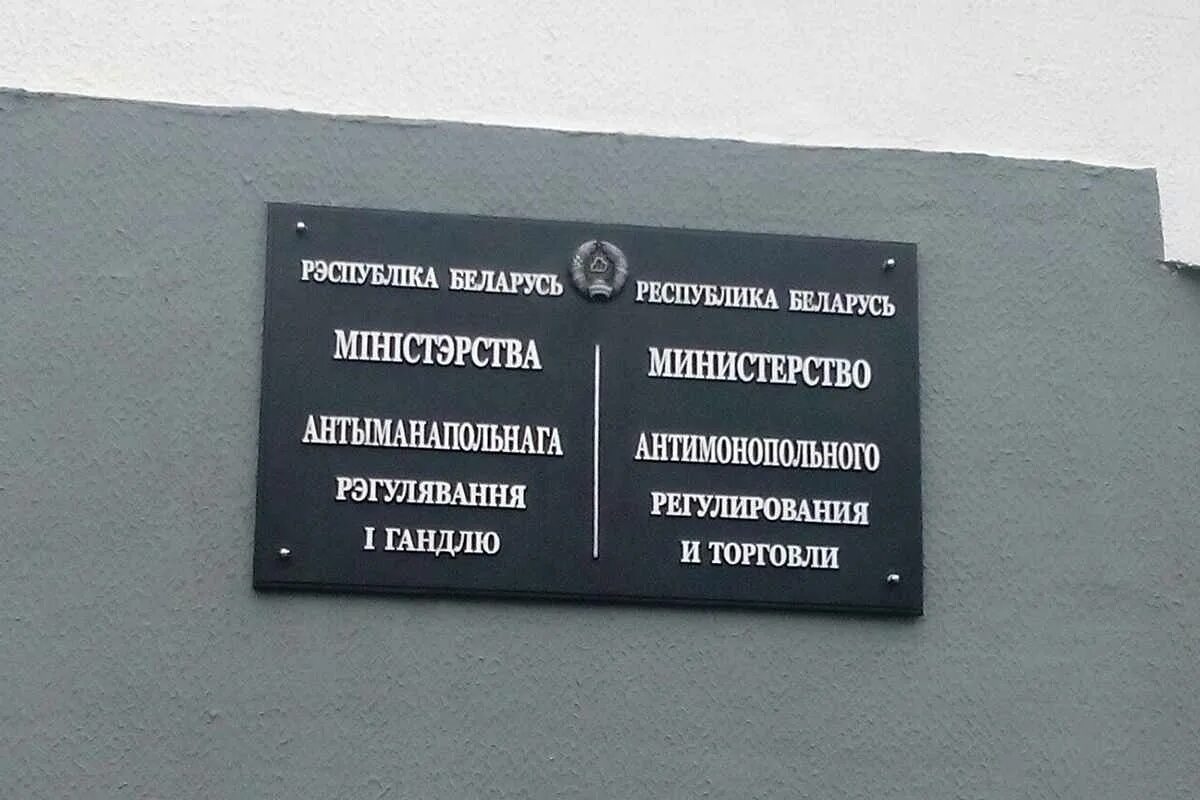 РЭСПУБЛІКА БЕЛАРУСЬ
МІНІСТЭРСТВА
АНТЫМАНАПОЛЬНАГА
РЭГУЛЯВАННЯ
І ГАНДЛЮ
РЕСПУБЛИКА БЕЛАРУСЬ
МИНИСТЕРСТВО
АНТИМОНОПОЛЬНОГО
РЕГУЛИРОВАНИЯ
И ТОРГОВЛИ